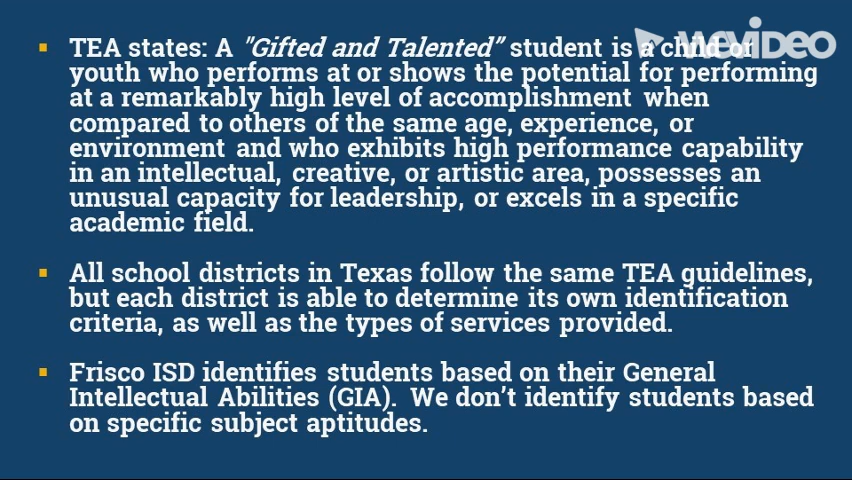 TEA states: A "Gifted and Talented” student is a child or
youth who performs at or shows the potential for performing
at a remarkably high level of accomplishment when
compared to others of the same age, experience, or
environment and who exhibits high performance capability
in an intellectual, creative, or artistic area, possesses an
unusual capacity for leadership, or excels in a specific
academic field.
All school districts in Texas follow the same TEA guidelines,
but each district is able to determine its own identification
criteria, as well as the types of services provided.
Frisco ISD identifies students based on their General
Intellectual Abilities (GIA). We don’t identify students based
on specific subject aptitudes.
WEVIDEO